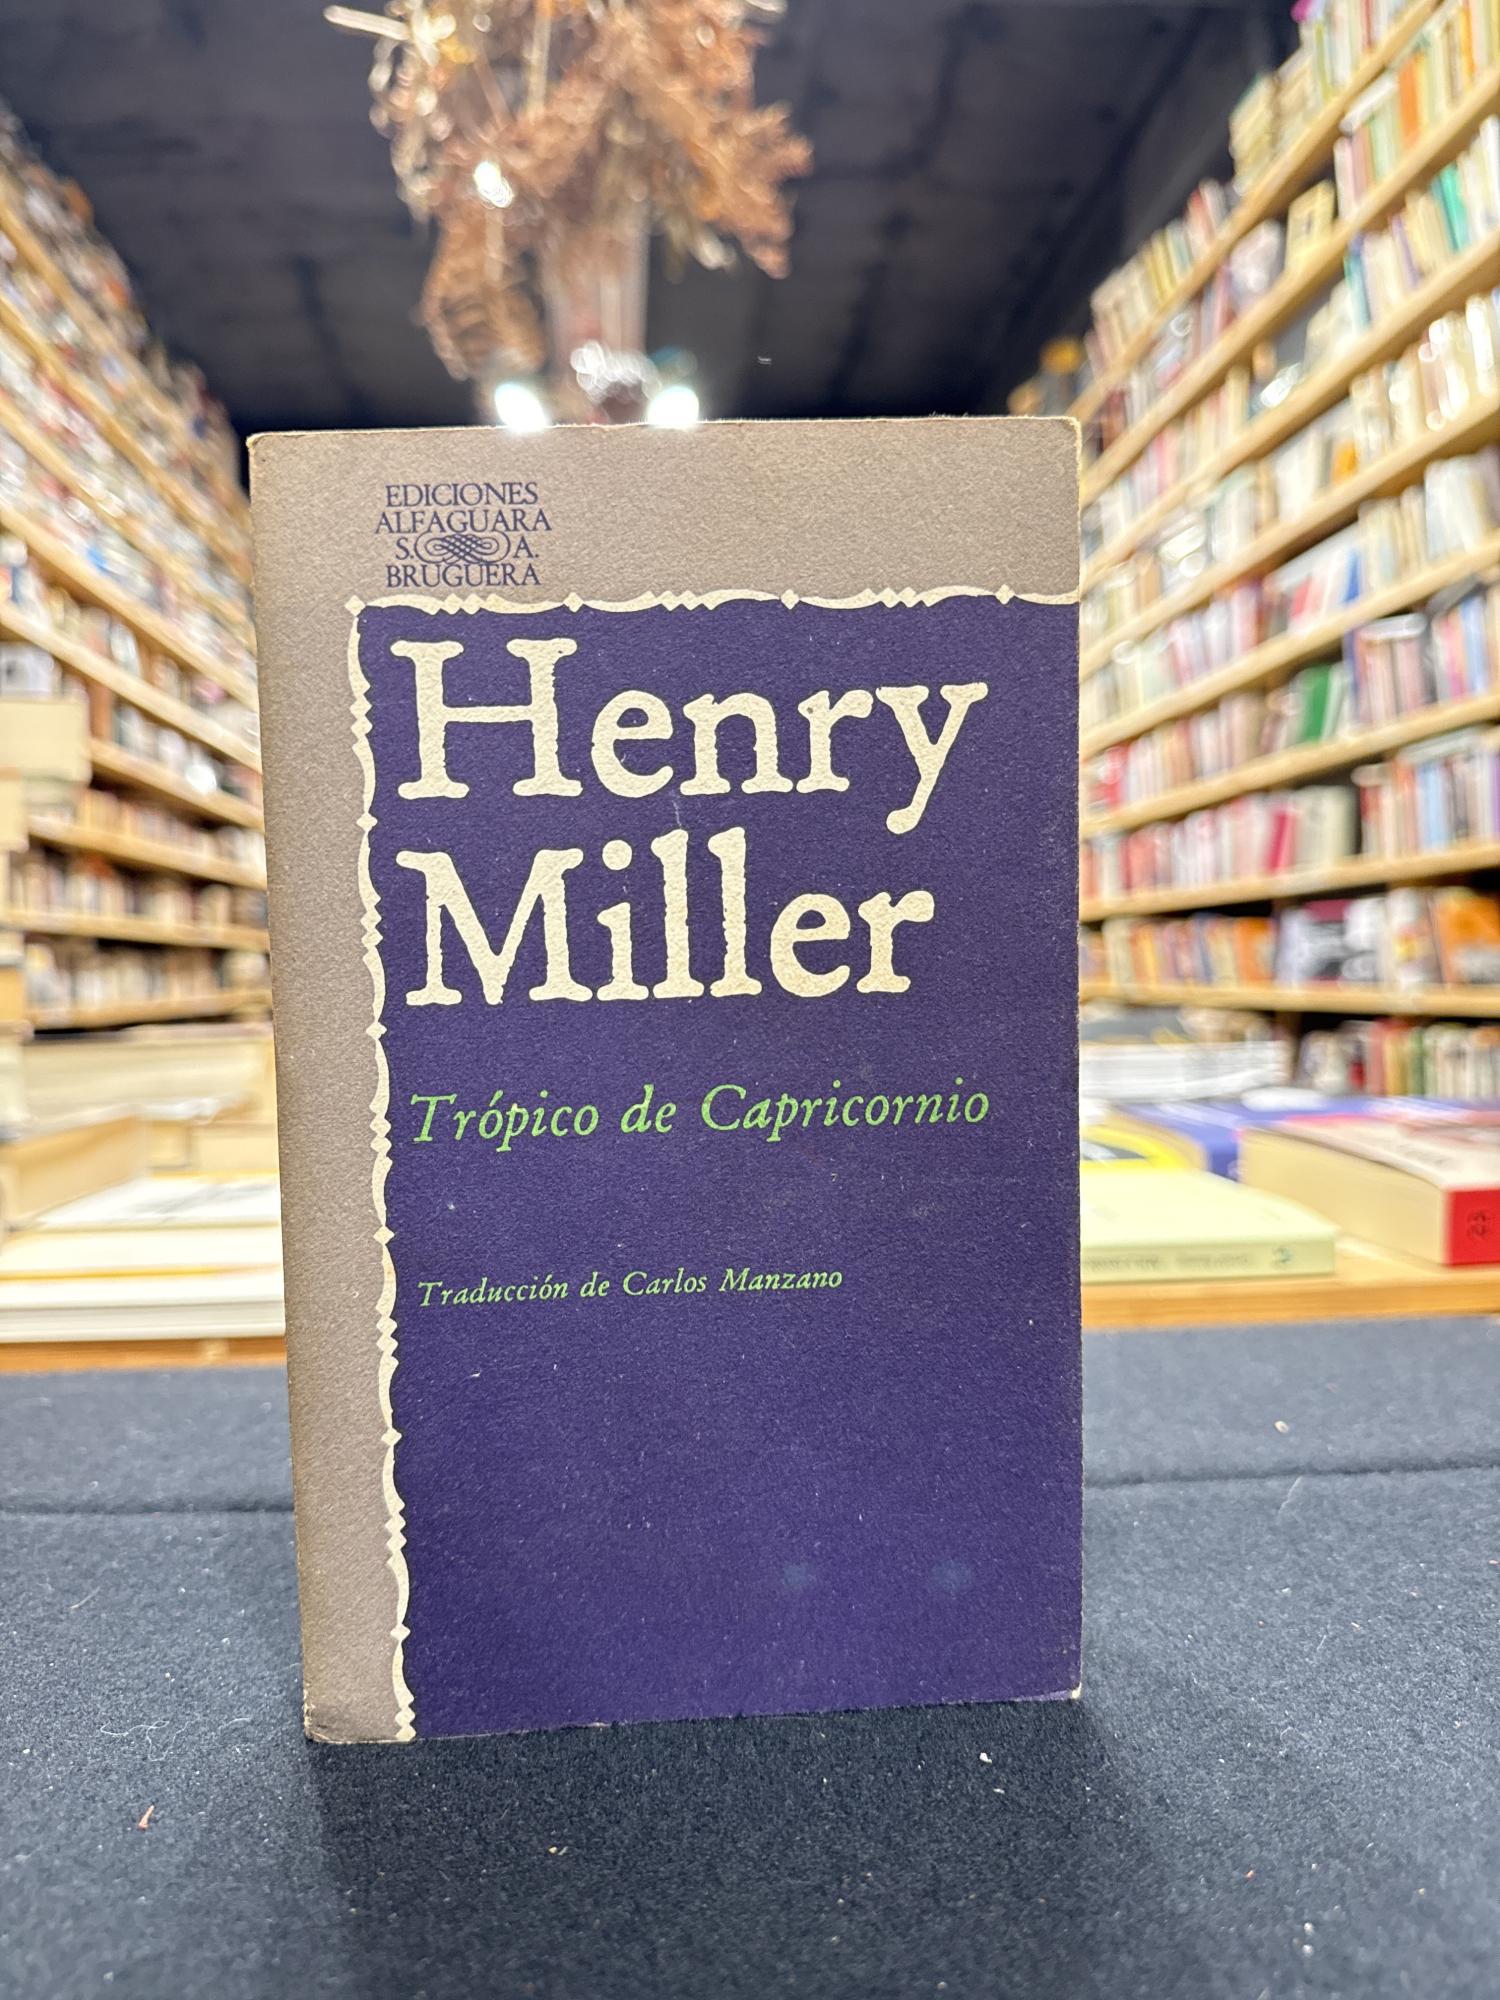 EDICIONES
ALFAGUARA
S. A.
BRUGUERA
Henry
Miller
Trópico de Capricornio
Traducción de Carlos Manzano